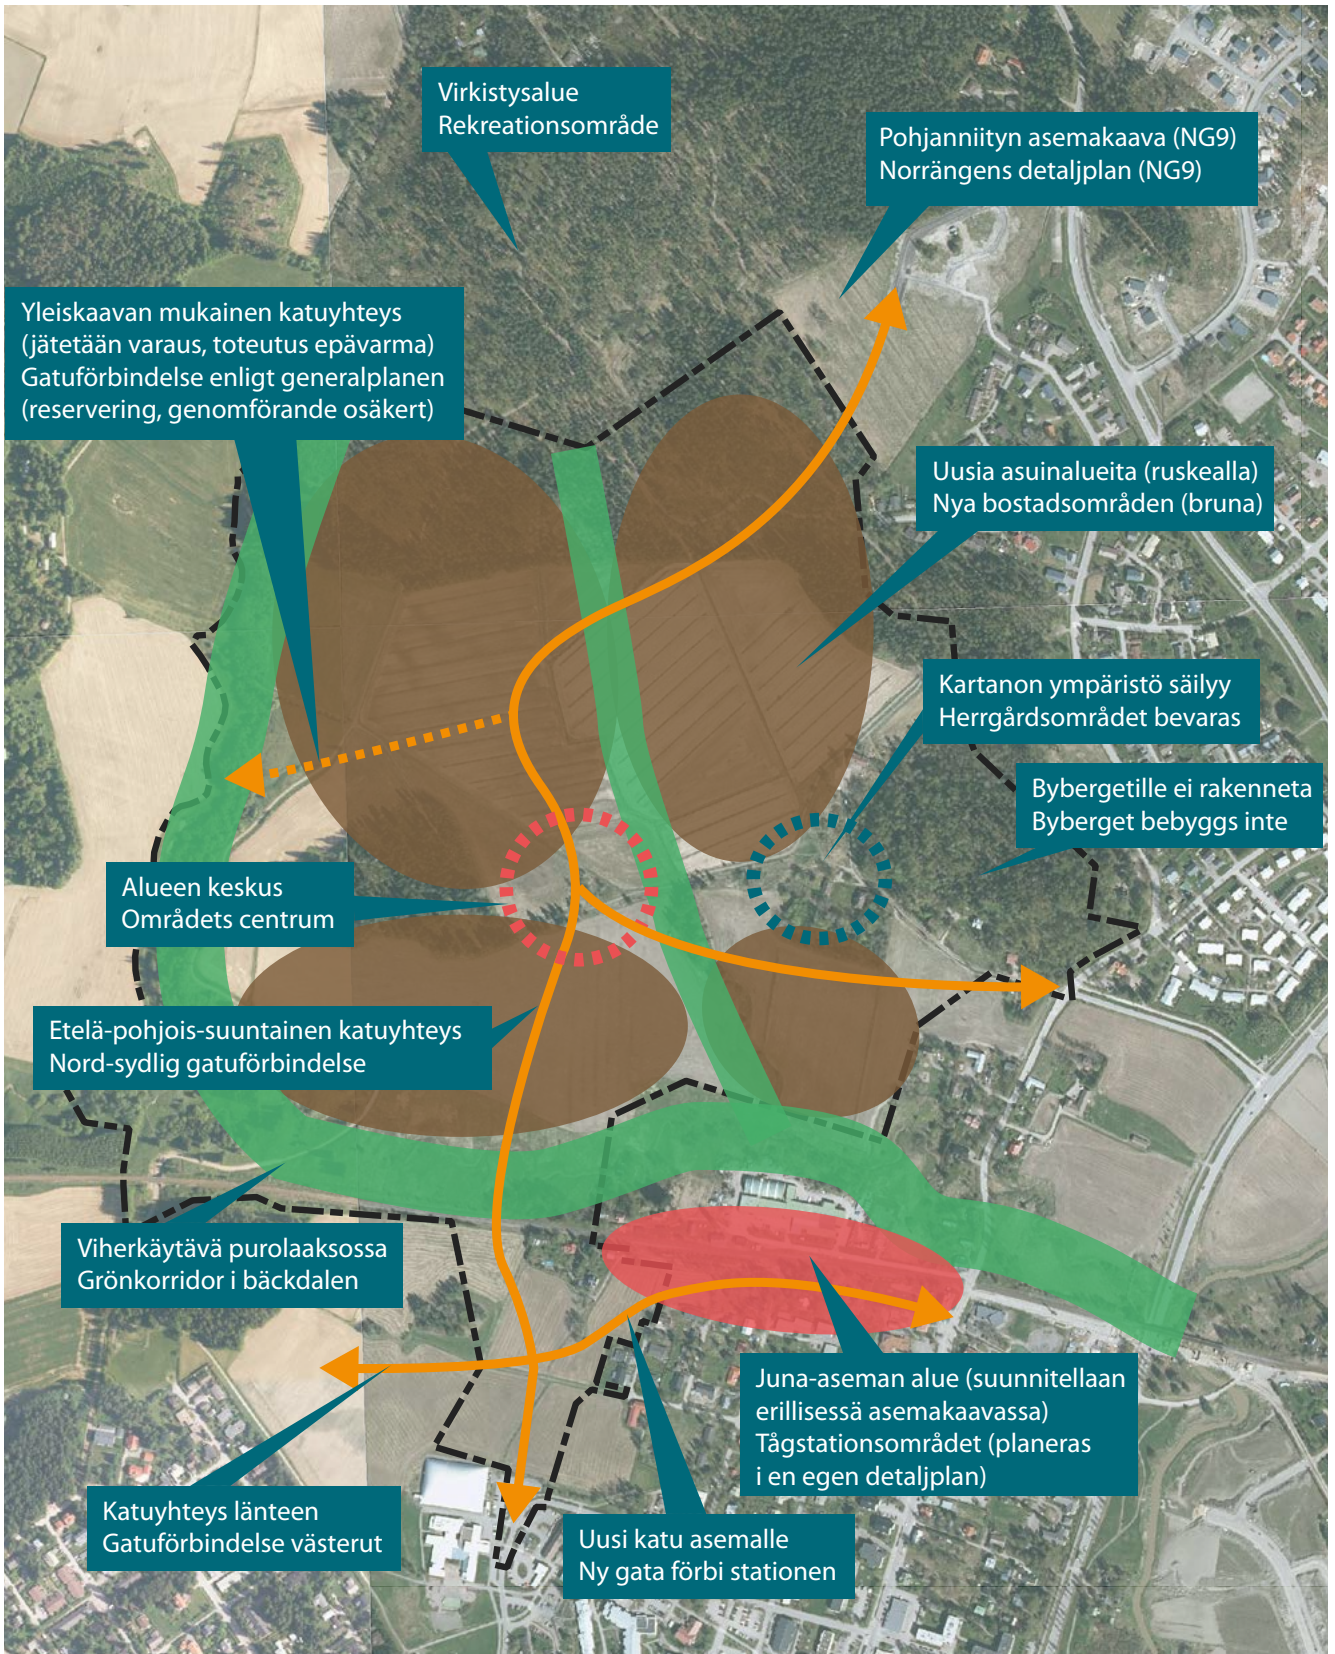 Virkistysalue
Rekreationsområde
Pohjanniityn asemakaava (NG9)
Norrängens detaljplan (NG9)
Yleiskaavan mukainen katuyhteys
(jätetään varaus, toteutus epävarma)
Gatuförbindelse enligt generalplanen
(reservering, genomförande osäkert)
Uusia asuinalueita (ruskealla)
Nya bostadsområden (bruna)
Kartanon ympäristö säilyy
Herrgårdsområdet bevaras
Bybergetille ei rakenneta
Byberget bebyggs inte
Alueen keskus
Områdets centrum
Etelä-pohjois-suuntainen katuyhteys
Nord-sydlig gatuförbindelse
Viherkäytävä purolaaksossa
Grönkorridor i bäckdalen
Juna-aseman alue (suunnitellaan
erillisessä asemakaavassa)
Tågstationsområdet (planeras
i en egen detaljplan)
Katuyhteys länteen
Gatuförbindelse västerut
Uusi katu asemalle
Ny gata förbi stationen